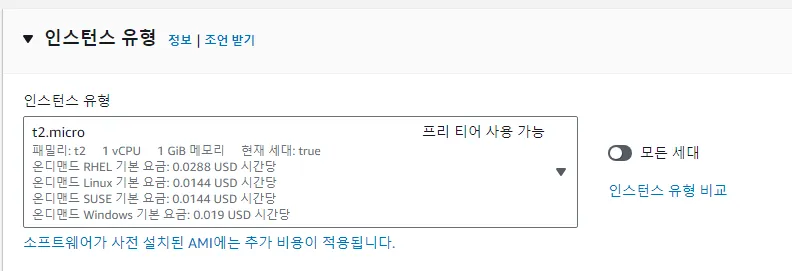 인스턴스 유형 정보 | 조언 받기
인스턴스 유형
t2.micro 프리 티어 사용 가능
패밀리: t2 1 vCPU 1 GiB 메모리 현재 세대: true
온디맨드 RHEL 기본 요금: 0.0288 USD 시간당
온디맨드 Linux 기본 요금: 0.0144 USD 시간당
온디맨드 SUSE 기본 요금: 0.0144 USD 시간당
온디맨드 Windows 기본 요금: 0.019 USD 시간당
모든 세대
인스턴스 유형 비교
소프트웨어가 사전 설치된 AMI에는 추가 비용이 적용됩니다.